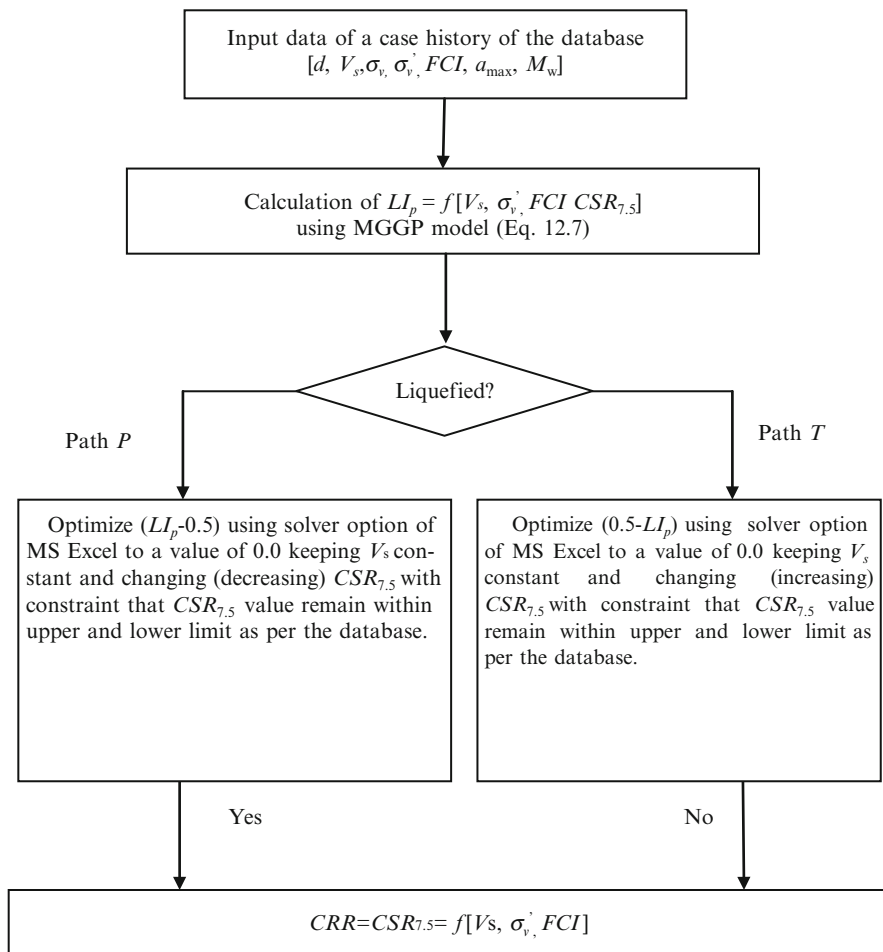 Input data of a case history of the database
[d, Vs,σv, σv', FCI, amax, Mw]
Calculation of LIp = f[Vs, σv', FCI CSR7.5]
using MGGP model (Eq. 12.7)
Liquefied?
Path P
Path T
Optimize (LIp-0.5) using solver option of
MS Excel to a value of 0.0 keeping Vs con-
stant and changing (decreasing) CSR7.5 with
constraint that CSR7.5 value remain within
upper and lower limit as per the database.
Optimize (0.5-LIp) using solver option
of MS Excel to a value of 0.0 keeping Vs
constant and changing (increasing)
CSR7.5 with constraint that CSR7.5 value
remain within upper and lower limit as
per the database.
Yes
No
CRR=CSR7.5= f[Vs, σv', FCI]